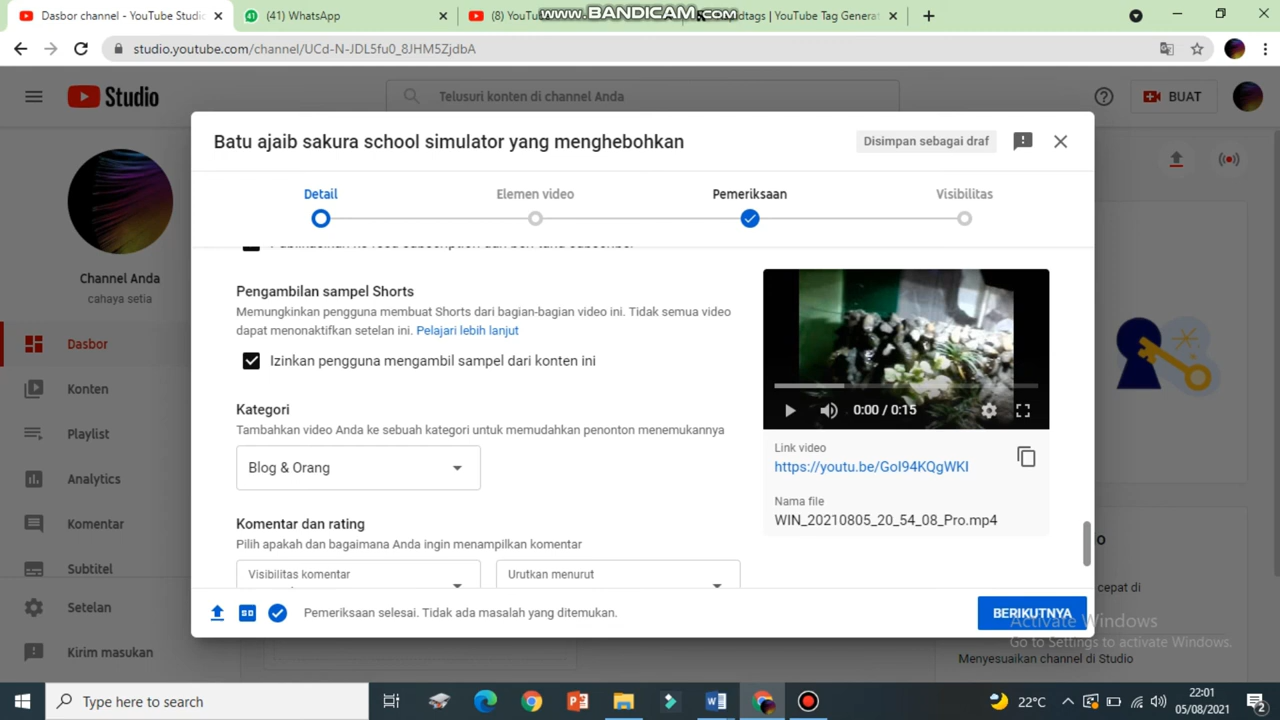 www.BANDICAM.com
Dasbor channel - YouTube Studio
(41) WhatsApp
(8) YouT
dtags | YouTube Tag Generat
studio.youtube.com/channel/UCd-N-JDL5fu0_8JHM5ZjdbA
Studio
Telusuri konten di channel Anda
BUAT
Batu ajaib sakura school simulator yang menghebohkan
Disimpan sebagai draf
Detail
Elemen video
Pemeriksaan
Visibilitas
Channel Anda
cahaya setia
Dasbor
Konten
Playlist
Analytics
Komentar
Subtitel
Setelan
Kirim masukan
Pengambilan sampel Shorts
Memungkinkan pengguna membuat Shorts dari bagian-bagian video ini. Tidak semua video
dapat menonaktifkan setelan ini. Pelajari lebih lanjut
Izinkan pengguna mengambil sampel dari konten ini
Kategori
Tambahkan video Anda ke sebuah kategori untuk memudahkan penonton menemukannya
Blog & Orang
Komentar dan rating
Pilih apakah dan bagaimana Anda ingin menampilkan komentar
Visibilitas komentar
Urutkan menurut
0:00 / 0:15
Link video
https://youtu.be/GoI94KQgWKI
Nama file
WIN_20210805_20_54_08_Pro.mp4
SD
Pemeriksaan selesai. Tidak ada masalah yang ditemukan.
BERIKUTNYA
o
cepat di
Activate Windows
Go to Settings to activate Windows.
Menyesuaikan channel di Studio
Type here to search
22°C
22:01
05/08/2021
2